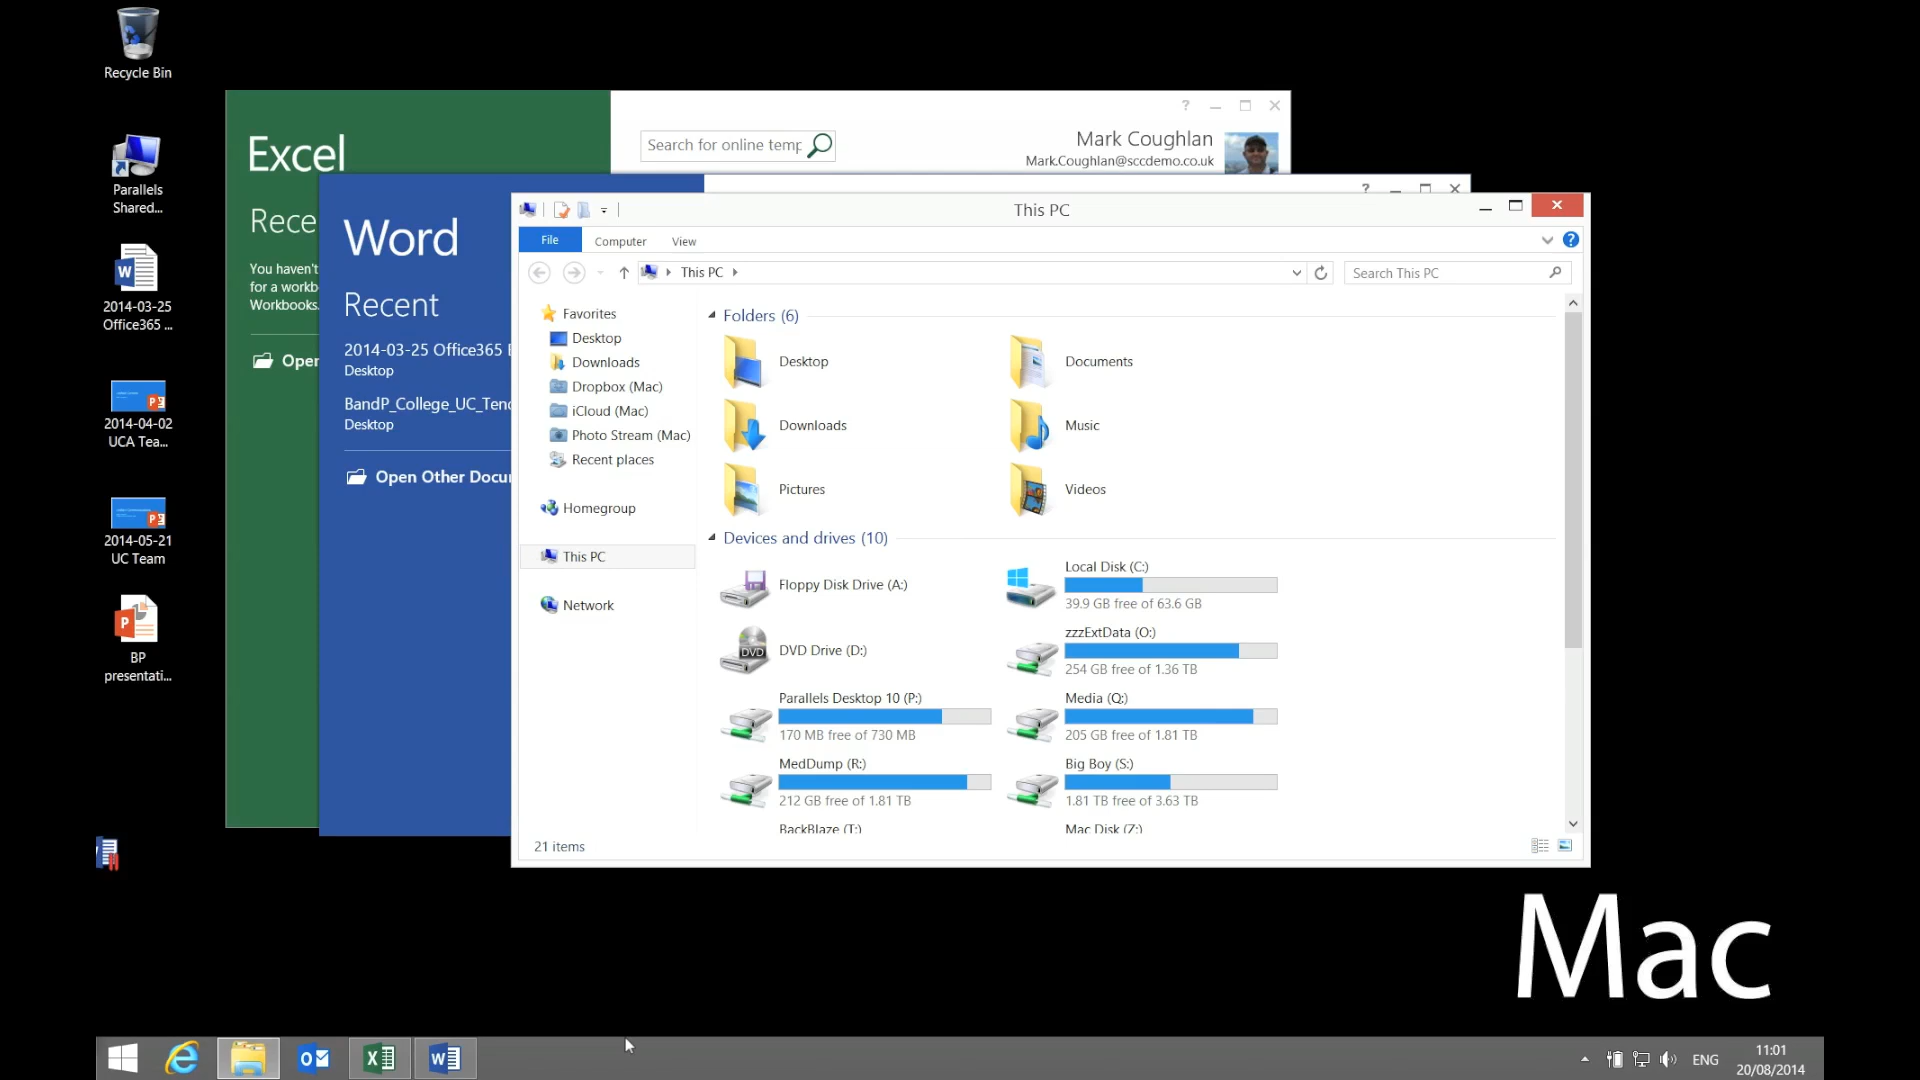 Recycle Bin
Parallels
Shared...
2014-03-25
Office365 ...
2014-04-02
UCA Tea...
2014-05-21
UC Team
BP
presentati...
Excel
Rece
You haven't
for a workb
Workbooks.
Open
Search for online temp
Mark Coughlan
Mark.Coughlan@sccdemo.co.uk
Word
Recent
2014-03-25 Office365
Desktop
BandP_College_UC_Tend
Desktop
Open Other Docu
This PC
File
Computer
View
This PC
Search This PC
Favorites
Desktop
Downloads
Dropbox (Mac)
iCloud (Mac)
Photo Stream (Mac)
Recent places
Homegroup
This PC
Network
Folders (6)
Desktop
Documents
Downloads
Music
Pictures
Videos
Devices and drives (10)
Floppy Disk Drive (A:)
Local Disk (C:)
39.9 GB free of 63.6 GB
DVD
DVD Drive (D:)
zzzExtData (O:)
254 GB free of 1.36 TB
Parallels Desktop 10 (P:)
170 MB free of 730 MB
Media (Q:)
205 GB free of 1.81 TB
MedDump (R:)
212 GB free of 1.81 TB
Big Boy (S:)
1.81 TB free of 3.63 TB
BackBlaze (T:)
Mac Disk (Z:)
21 items
Mac
ENG
11:01
20/08/2014